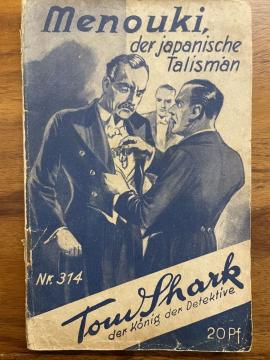 Menouki,
der japanische
Talisman
Nr. 314
Tom Shark
der König der Detektive
20 Pf.